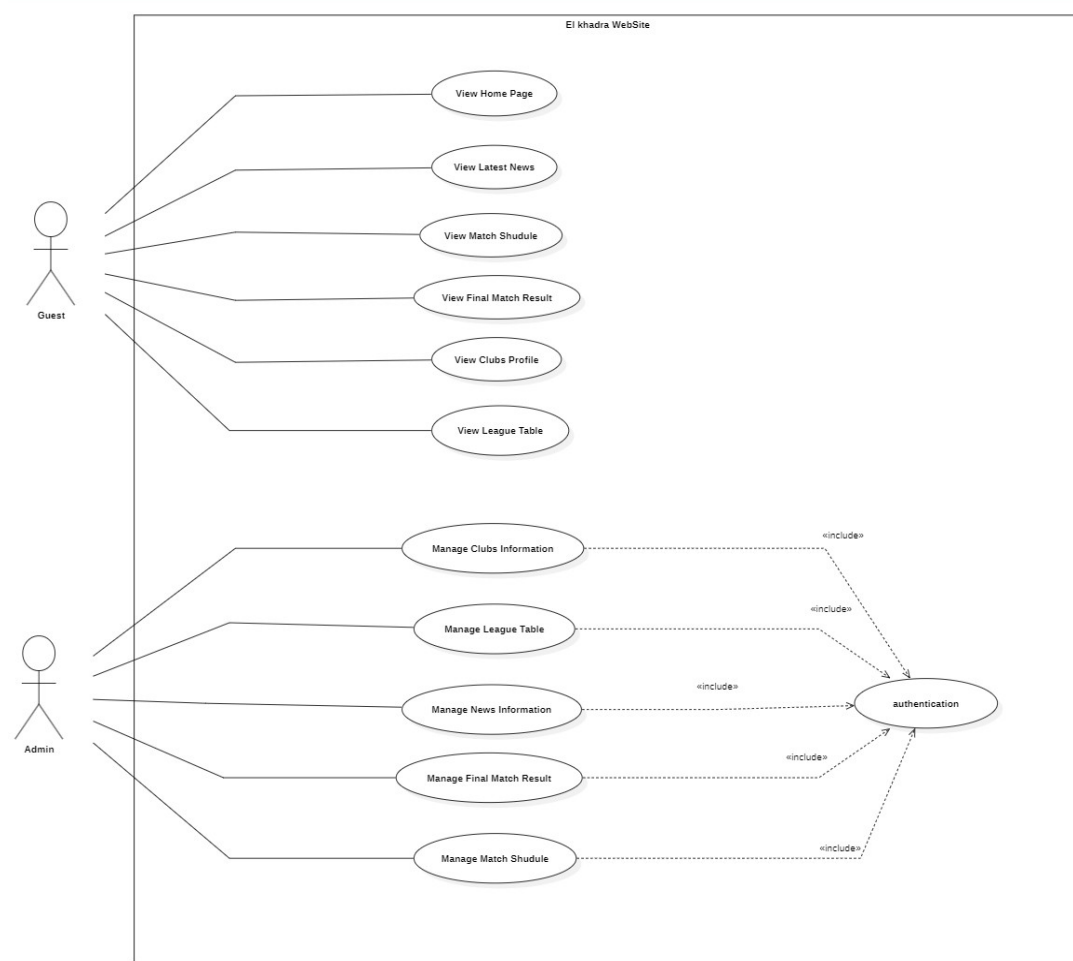 El khadra WebSite
View Home Page
View Latest News
View Match Shudule
View Final Match Result
Guest
View Clubs Profile
View League Table
Manage Clubs Information
«include»
Manage League Table
«include»
Manage News Information
«include»
authentication
Admin
Manage Final Match Result
«include»
Manage Match Shudule
«include»